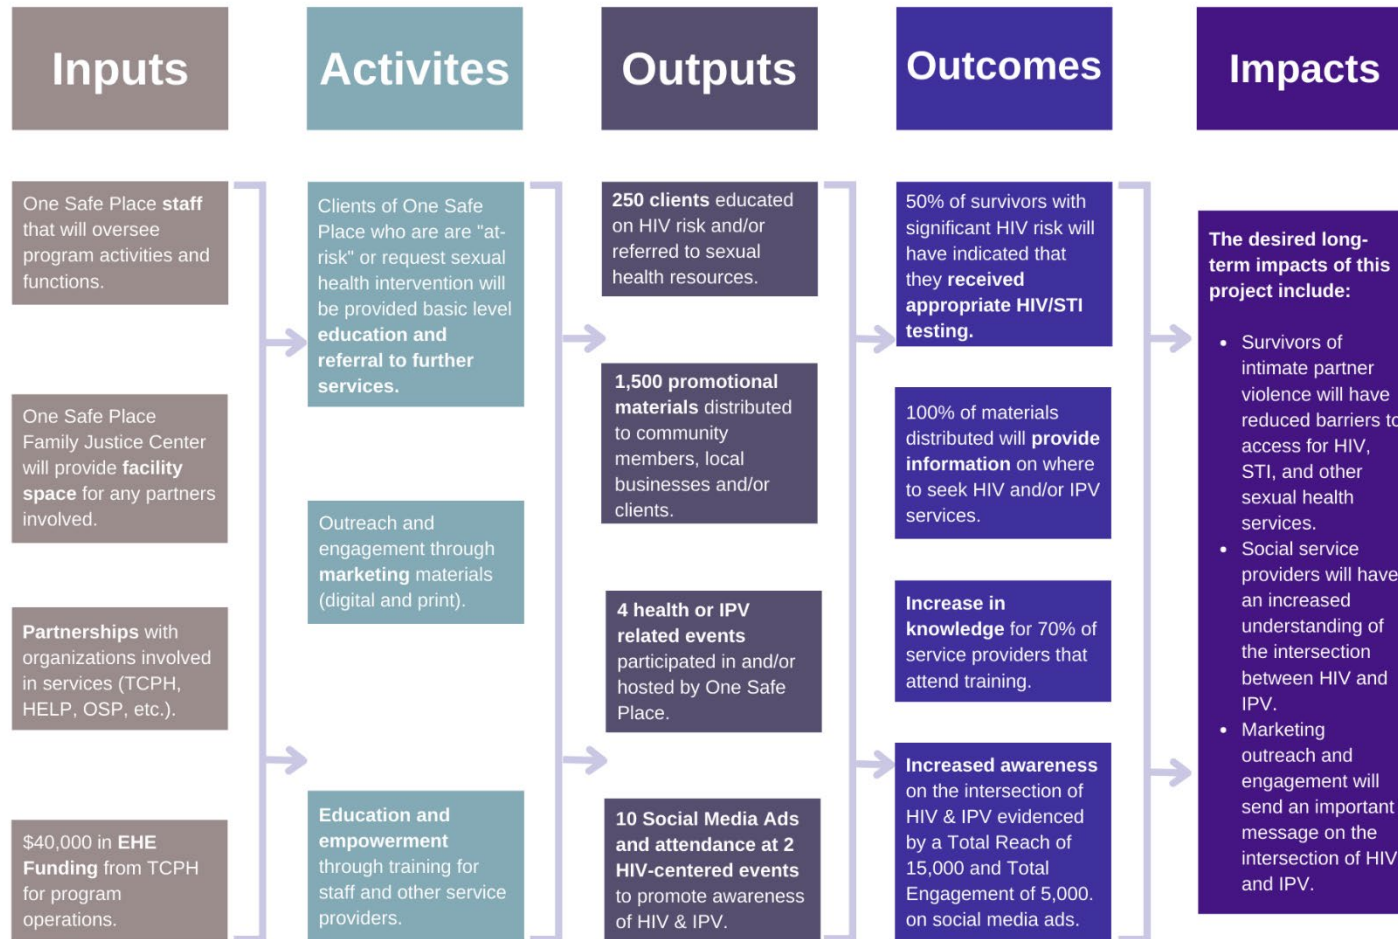 Inputs
Activites
Outputs
Outcomes
Impacts
One Safe Place staff
that will oversee
program activities and
functions.
One Safe Place
Family Justice Center
will provide facility
space for any partners
involved.
Partnerships with
organizations involved
in services (TCPH,
HELP, OSP, etc.).
$40,000 in EHE
Funding from TCPH
for program
operations.
Clients of One Safe
Place who are are "at-
risk" or request sexual
health intervention will
be provided basic level
education and
referral to further
services.
Outreach and
engagement through
marketing materials
(digital and print).
Education and
empowerment
through training for
staff and other service
providers.
250 clients educated
on HIV risk and/or
referred to sexual
health resources.
1,500 promotional
materials distributed
to community
members, local
businesses and/or
clients.
4 health or IPV
related events
participated in and/or
hosted by One Safe
Place.
10 Social Media Ads
and attendance at 2
HIV-centered events
to promote awareness
of HIV & IPV.
50% of survivors with
significant HIV risk will
have indicated that
they received
appropriate HIV/STI
testing.
100% of materials
distributed will provide
information on where
to seek HIV and/or IPV
services.
Increase in
knowledge for 70% of
service providers that
attend training.
Increased awareness
on the intersection of
HIV & IPV evidenced
by a Total Reach of
15,000 and Total
Engagement of 5,000.
on social media ads.
The desired long-
term impacts of this
project include:
• Survivors of
intimate partner
violence will have
reduced barriers to
access for HIV,
STI, and other
sexual health
services.
• Social service
providers will have
an increased
understanding of
the intersection
between HIV and
IPV.
• Marketing
outreach and
engagement will
send an important
message on the
intersection of HIV
and IPV.